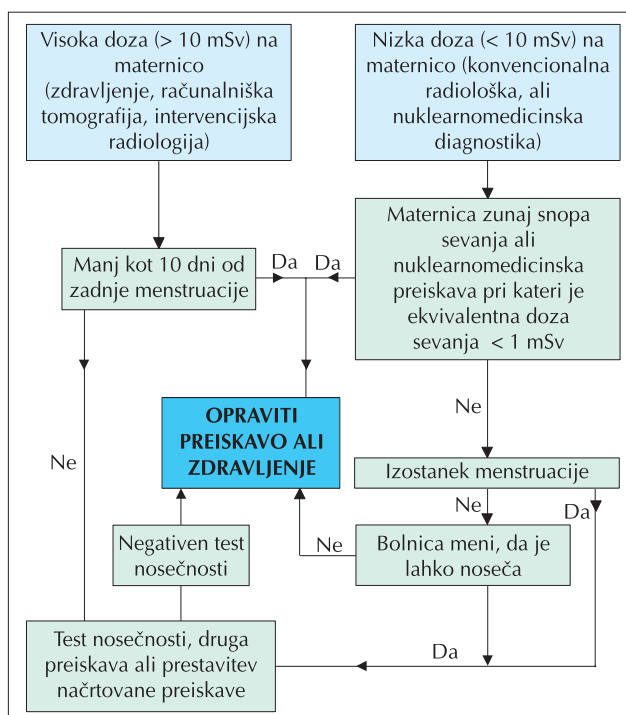 Visoka doza (> 10 mSv) na
maternico
(zdravljenje, računalniška
tomografija, intervencijska
radiologija)
Nizka doza (< 10 mSv) na
maternico (konvencionalna
radiološka, ali
nuklearnomedicinska
diagnostika)
Manj kot 10 dni od
zadnje menstruacije
Da
Da
Maternica zunaj snopa
sevanja ali
nuklearnomedicinska
preiskava pri kateri je
ekvivalentna doza
sevanja < 1 mSv
Ne
OPRAVITI
PREISKAVO ALI
ZDRAVLJENJE
Ne
Izostanek menstruacije
Ne
Da
Negativen test
nosečnosti
Ne
Bolnica meni, da je
lahko noseča
Test nosečnosti, druga
preiskava ali prestavitev
načrtovane preiskave
Da